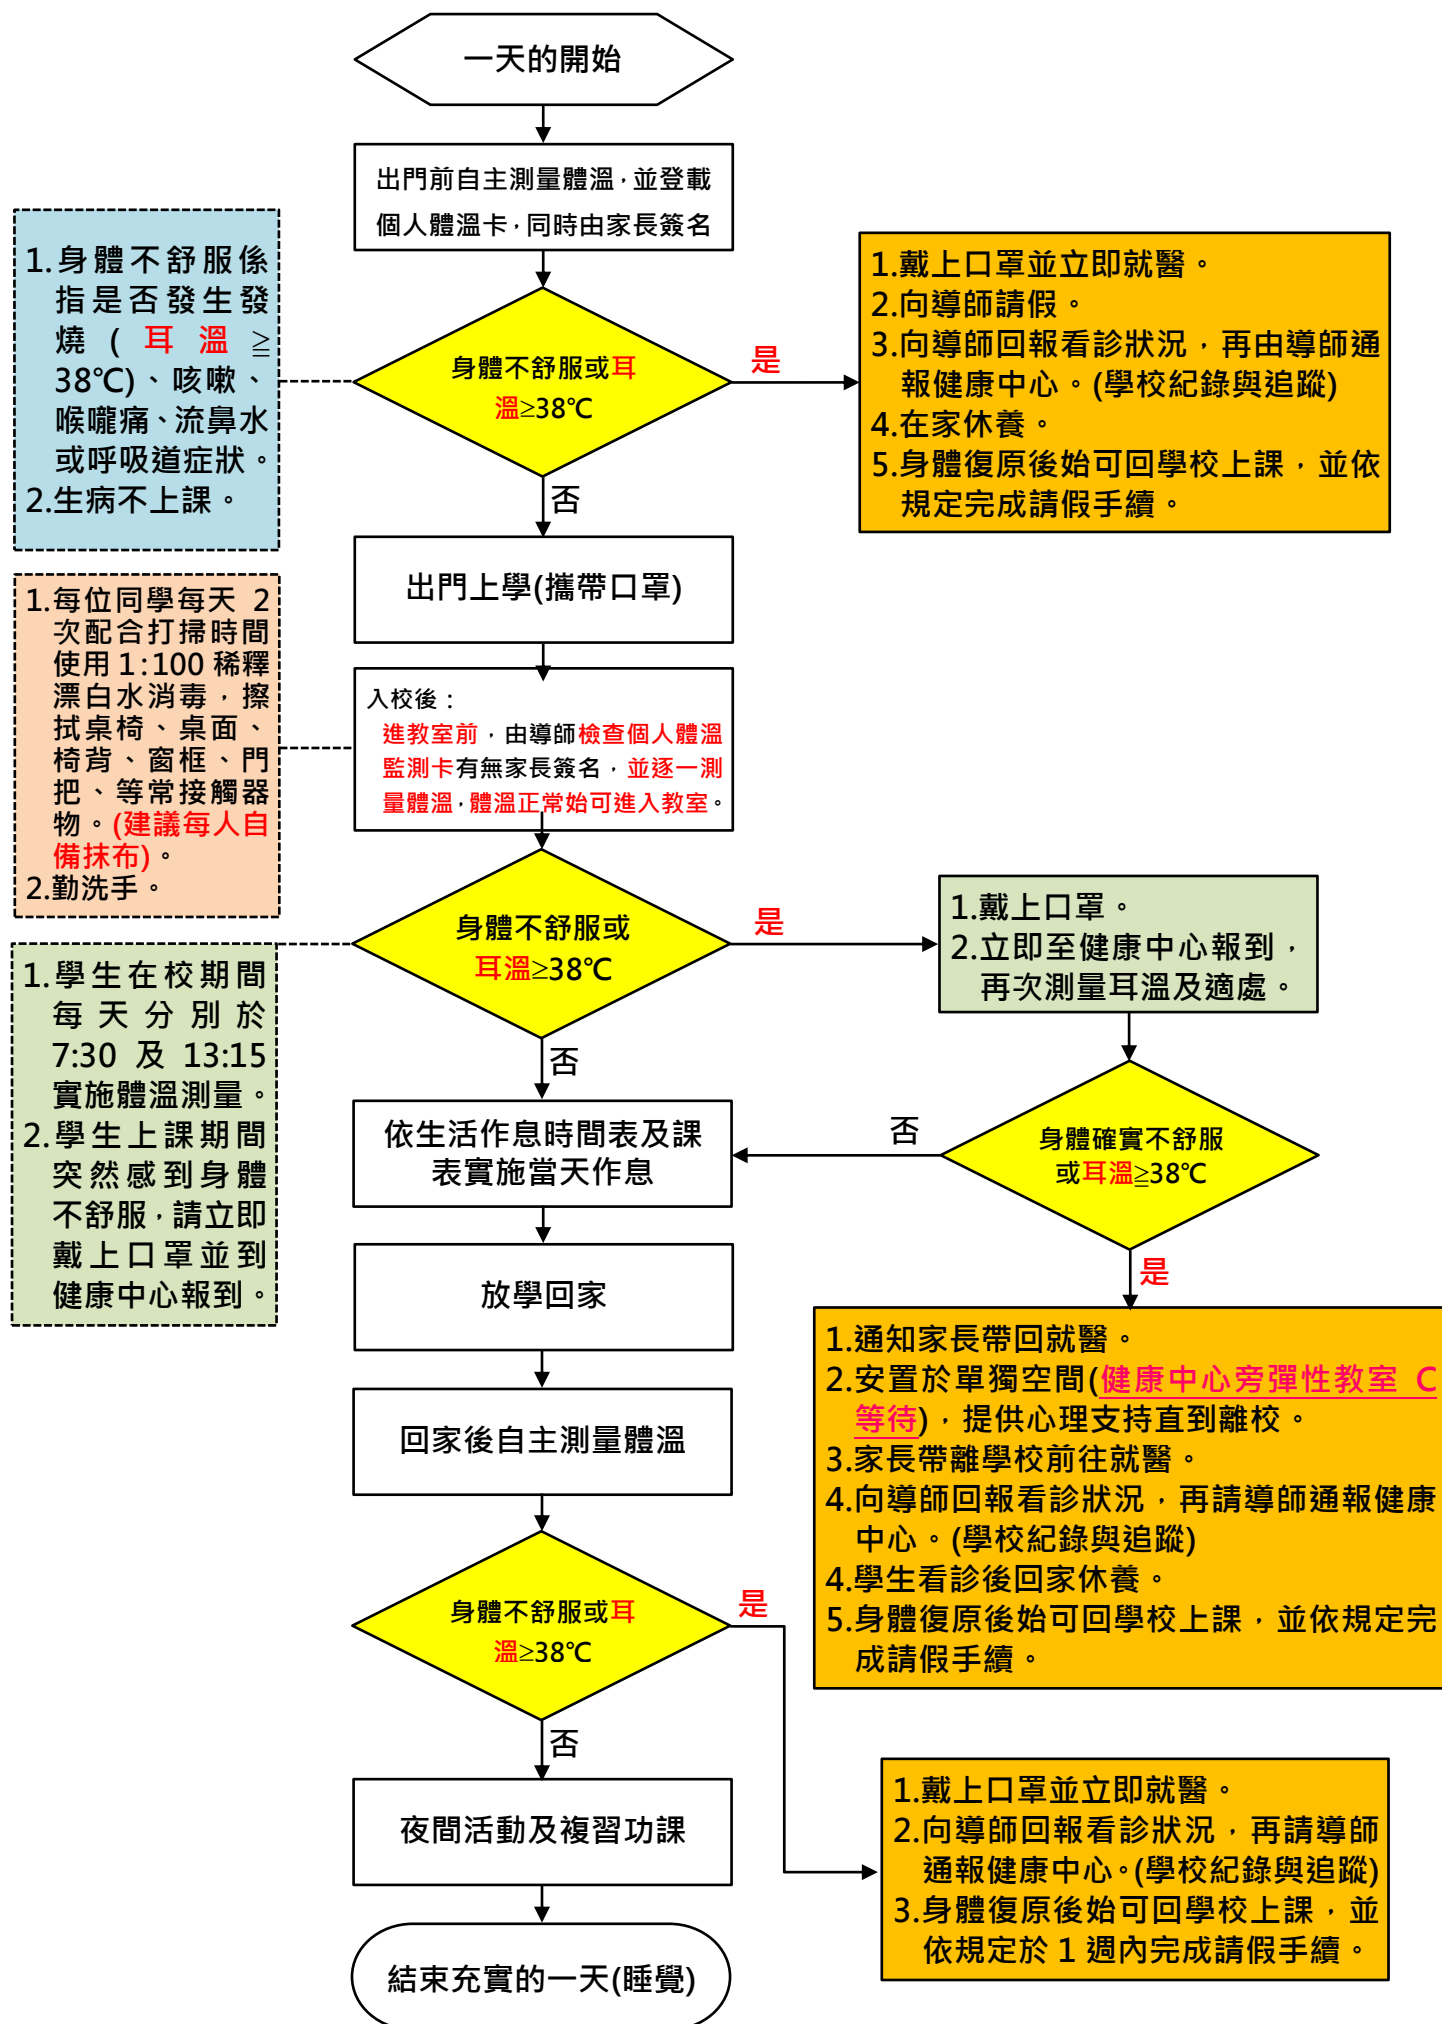 一天的開始
出門前自主測量體溫，並登載
個人體溫卡，同時由家長簽名
1.身體不舒服係
指是否發生發
燒(耳溫≧
38℃)、咳嗽、
喉嚨痛、流鼻水
或呼吸道症狀。
2.生病不上課。
身體不舒服或耳
溫≥38℃
是
1.戴上口罩並立即就醫。
2.向導師請假。
3.向導師回報看診狀況，再由導師通
報健康中心。(學校紀錄與追蹤)
4.在家休養。
5.身體復原後始可回學校上課，並依
規定完成請假手續。
否
出門上學(攜帶口罩)
1.每位同學每天 2
次配合打掃時間
使用 1:100 稀釋
漂白水消毒，擦
拭桌椅、桌面、
椅背、窗框、門
把、等常接觸器
物。(建議每人自
備抹布)。
2.勤洗手。
入校後：
進教室前，由導師檢查個人體溫
監測卡有無家長簽名，並逐一測
量體溫，體溫正常始可進入教室。
身體不舒服或
耳溫≥38℃
是
1.戴上口罩。
2.立即至健康中心報到，
再次測量耳溫及適處。
1.學生在校期間
每天分別於
7:30 及 13:15
實施體溫測量。
2.學生上課期間
突然感到身體
不舒服，請立即
戴上口罩並到
健康中心報到。
否
依生活作息時間表及課
表實施當天作息
否
身體確實不舒服
或耳溫≧38℃
是
放學回家
1.通知家長帶回就醫。
2.安置於單獨空間(健康中心旁彈性教室 C
等待)，提供心理支持直到離校。
3.家長帶離學校前往就醫。
4.向導師回報看診狀況，再請導師通報健康
中心。(學校紀錄與追蹤)
4.學生看診後回家休養。
5.身體復原後始可回學校上課，並依規定完
成請假手續。
回家後自主測量體溫
身體不舒服或耳
溫≥38℃
是
否
夜間活動及複習功課
1.戴上口罩並立即就醫。
2.向導師回報看診狀況，再請導師
通報健康中心。(學校紀錄與追蹤)
3.身體復原後始可回學校上課，並
依規定於 1 週內完成請假手續。
結束充實的一天(睡覺)